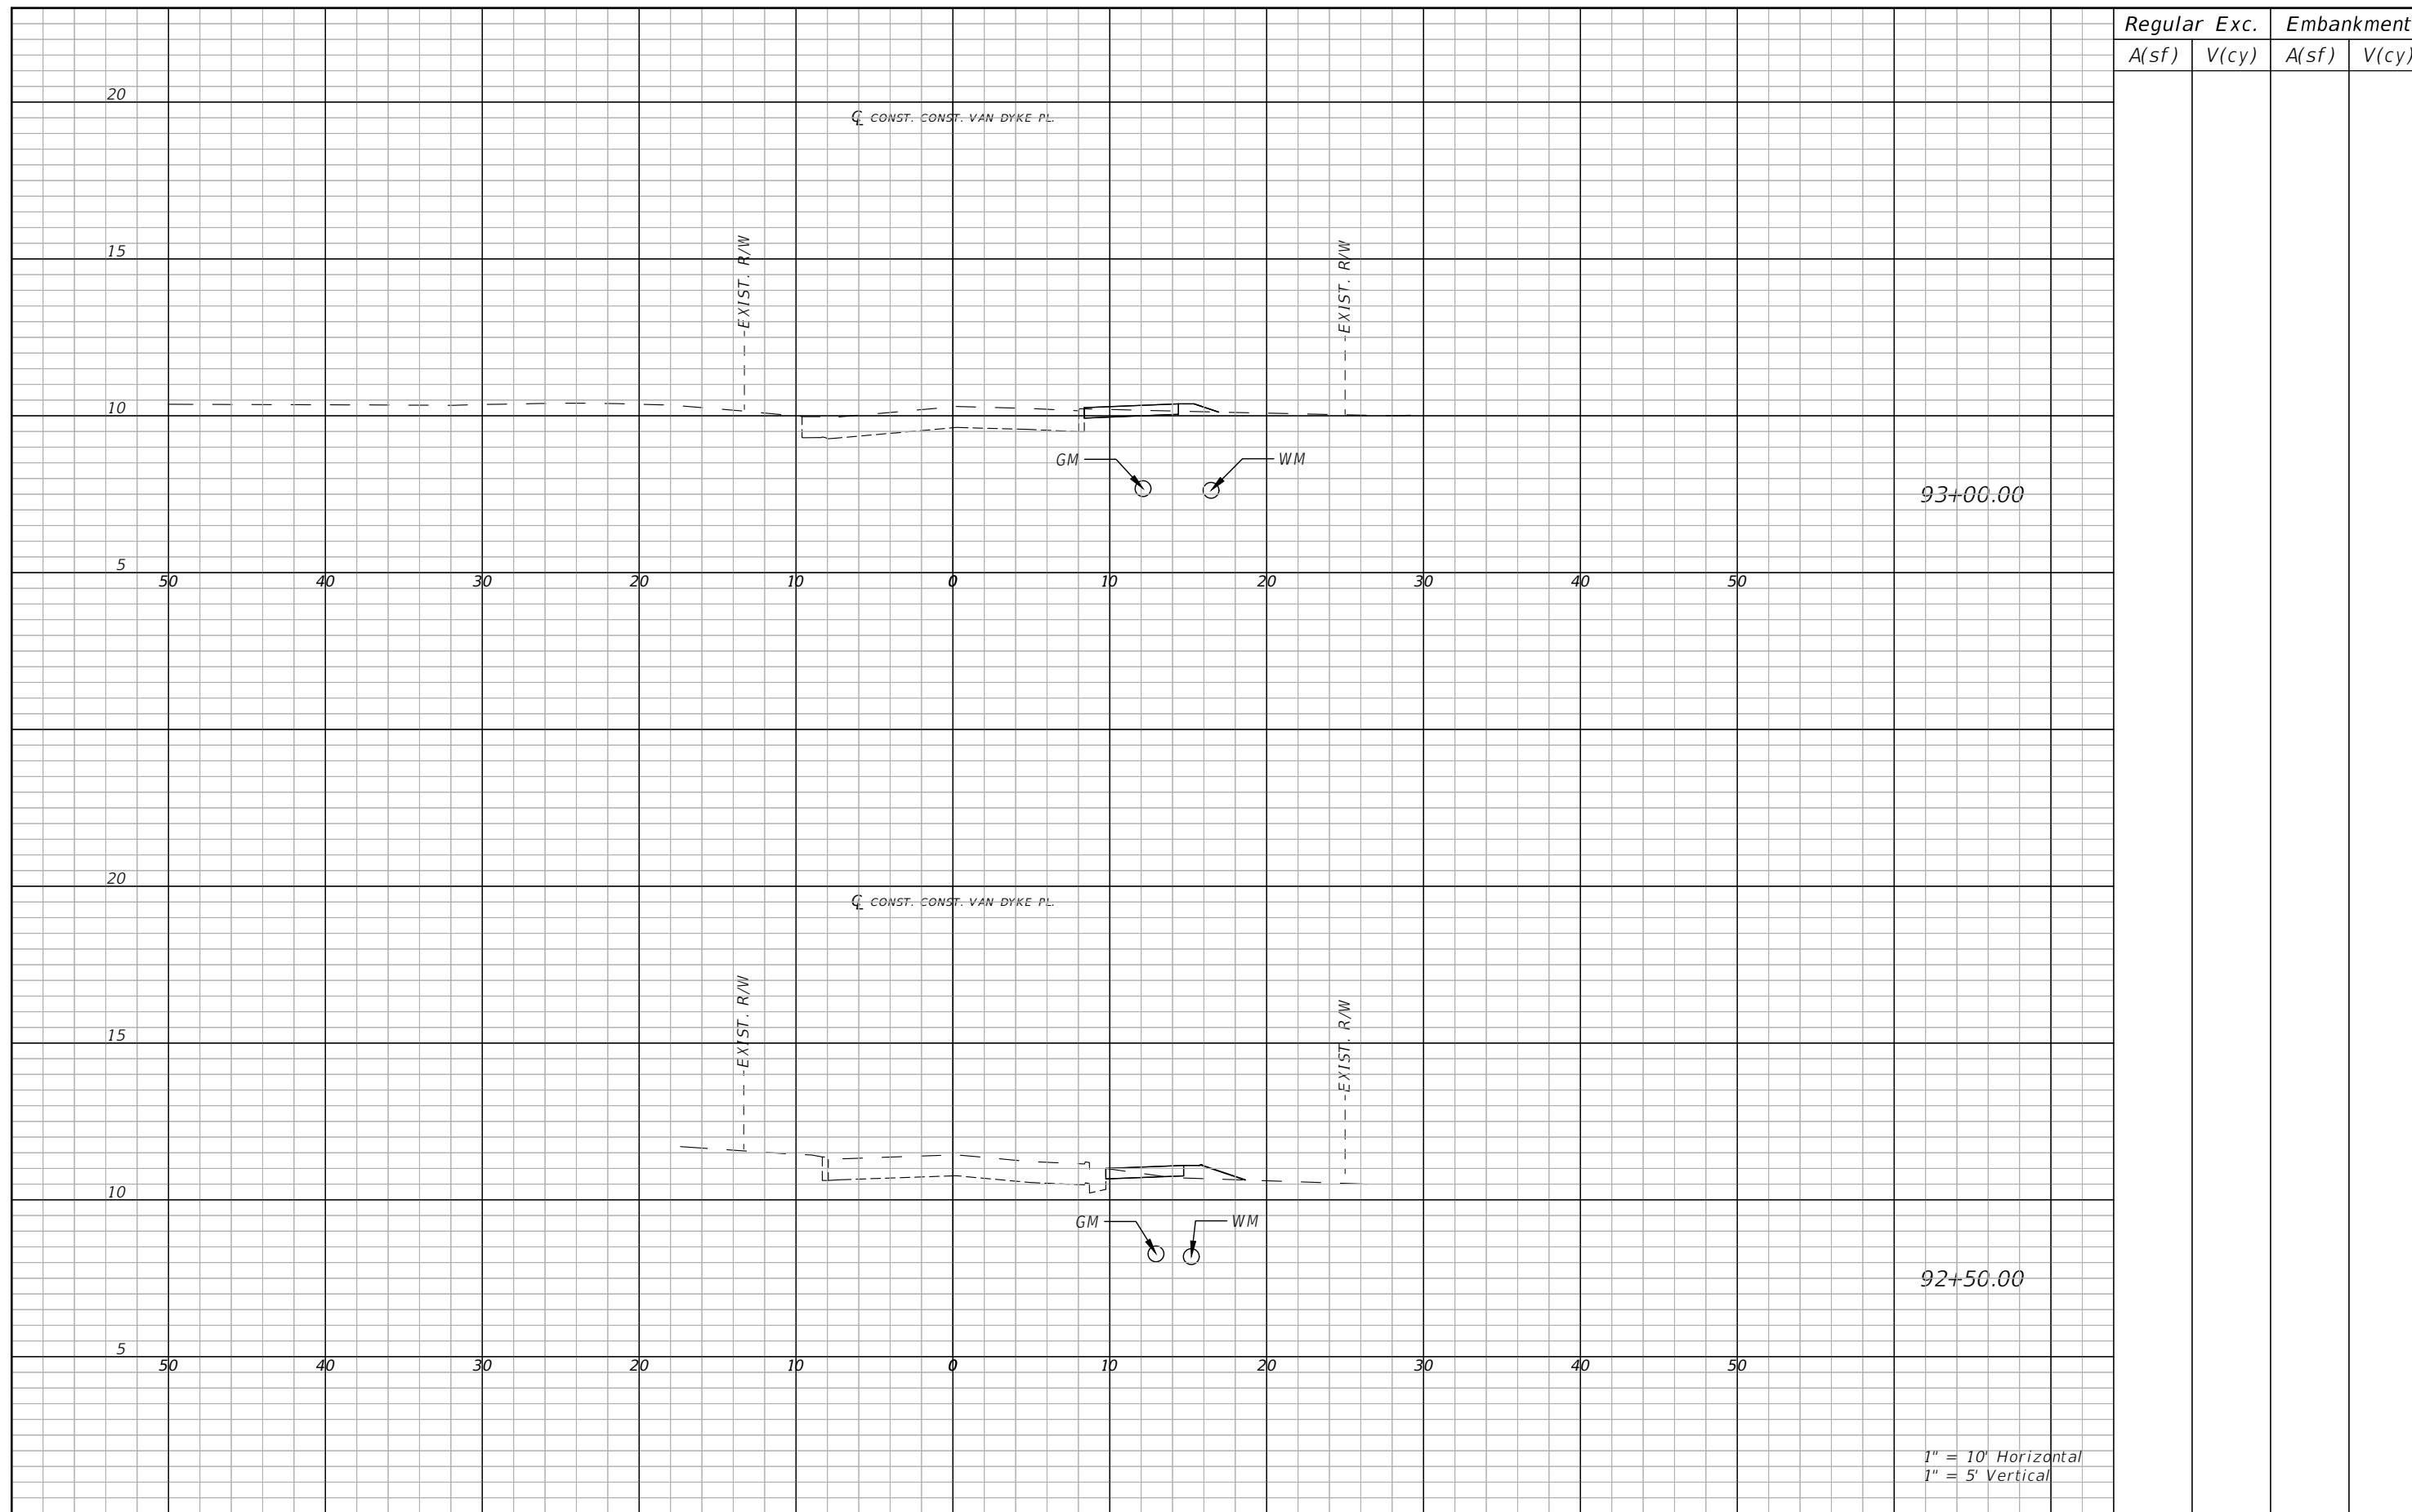 Regular Exc. Embankment
A(sf) V(cy) A(sf) V(cy)
20
℄ CONST. CONST. VAN DYKE PL.
15
EXIST. R/W
EXIST. R/W
10
GM
WM
93+00.00
5
50 40 30 20 10 0 10 20 30 40 50
20
℄ CONST. CONST. VAN DYKE PL.
15
EXIST. R/W
EXIST. R/W
10
GM
WM
92+50.00
5
50 40 30 20 10 0 10 20 30 40 50
1" = 10' Horizontal
1" = 5' Vertical